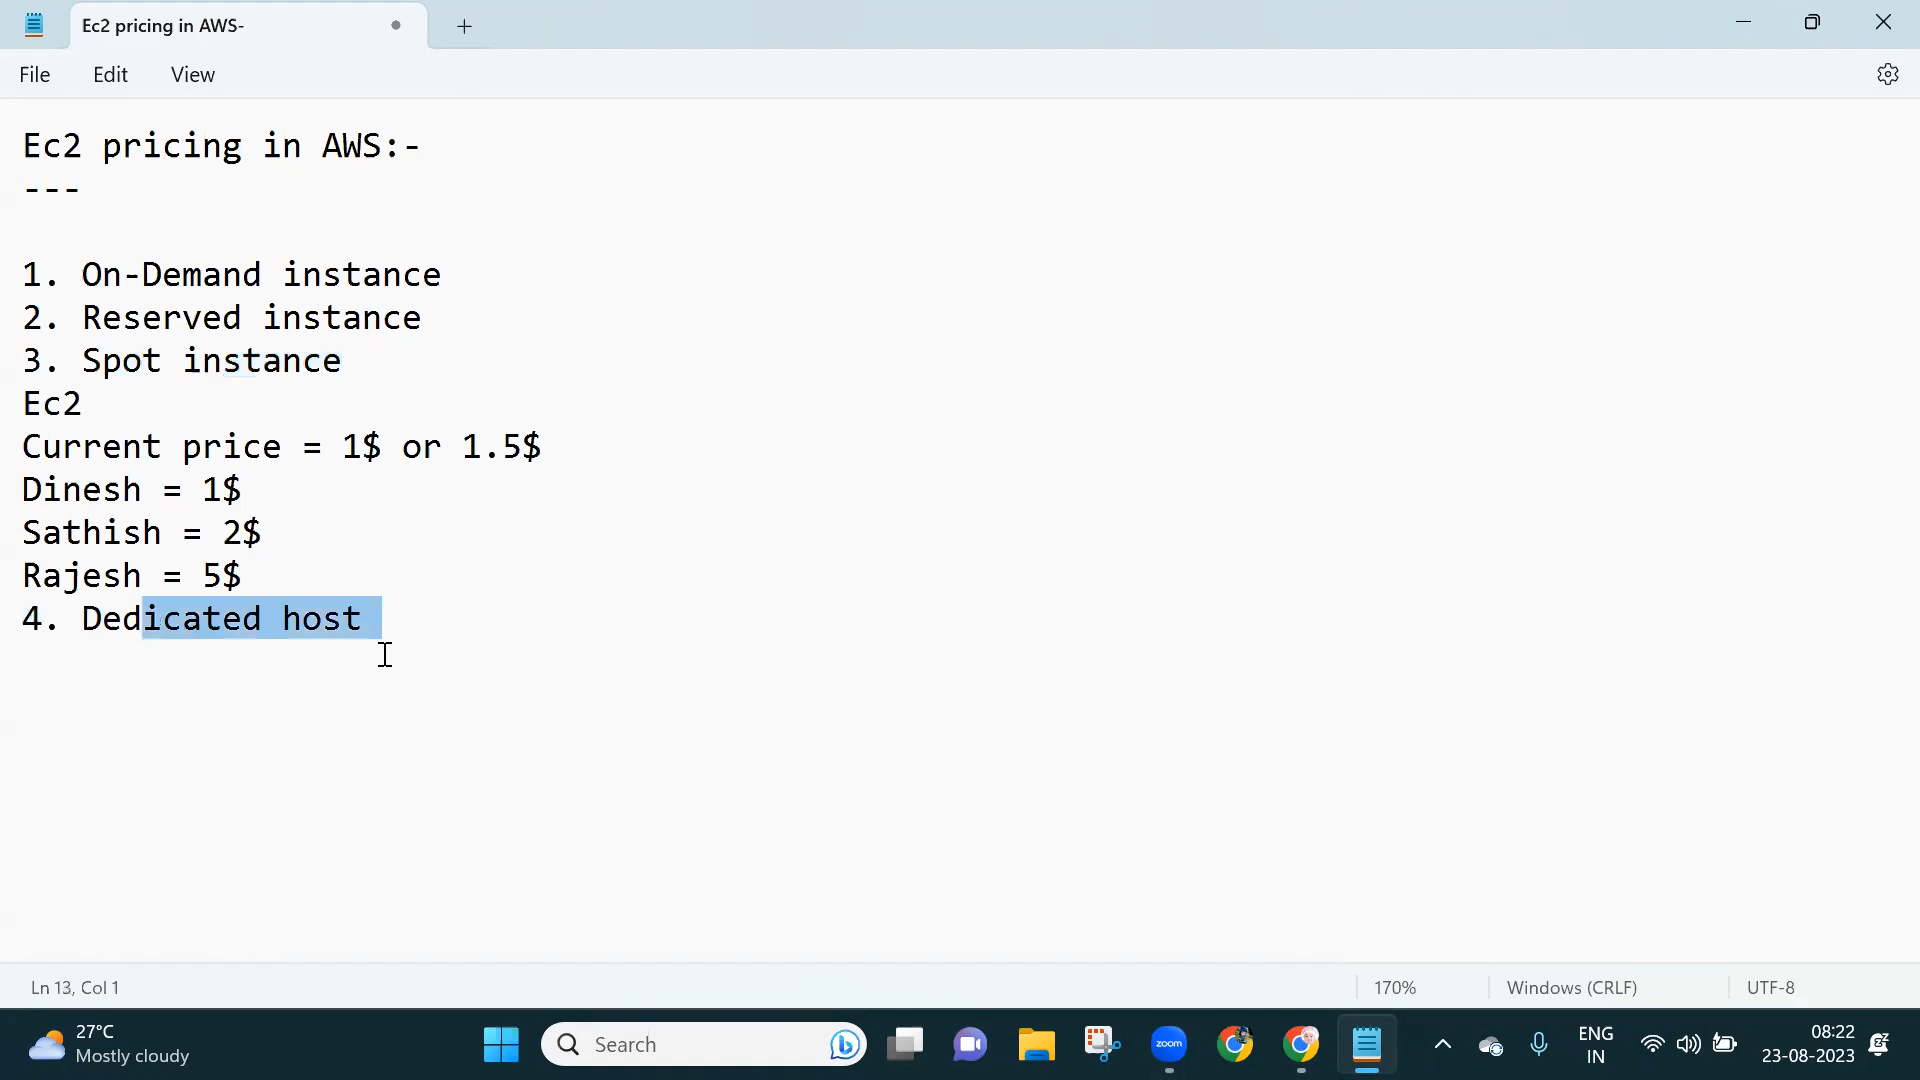 Ec2 pricing in AWS-
File Edit View
Ec2 pricing in AWS:-
---
1. On-Demand instance
2. Reserved instance
3. Spot instance
Ec2
Current price = 1$ or 1.5$
Dinesh = 1$
Sathish = 2$
Rajesh = 5$
4. Dedicated host
Ln 13, Col 1 170% Windows (CRLF) UTF-8
27°C
Mostly cloudy
Search
zoom
ENG
IN
08:22
23-08-2023